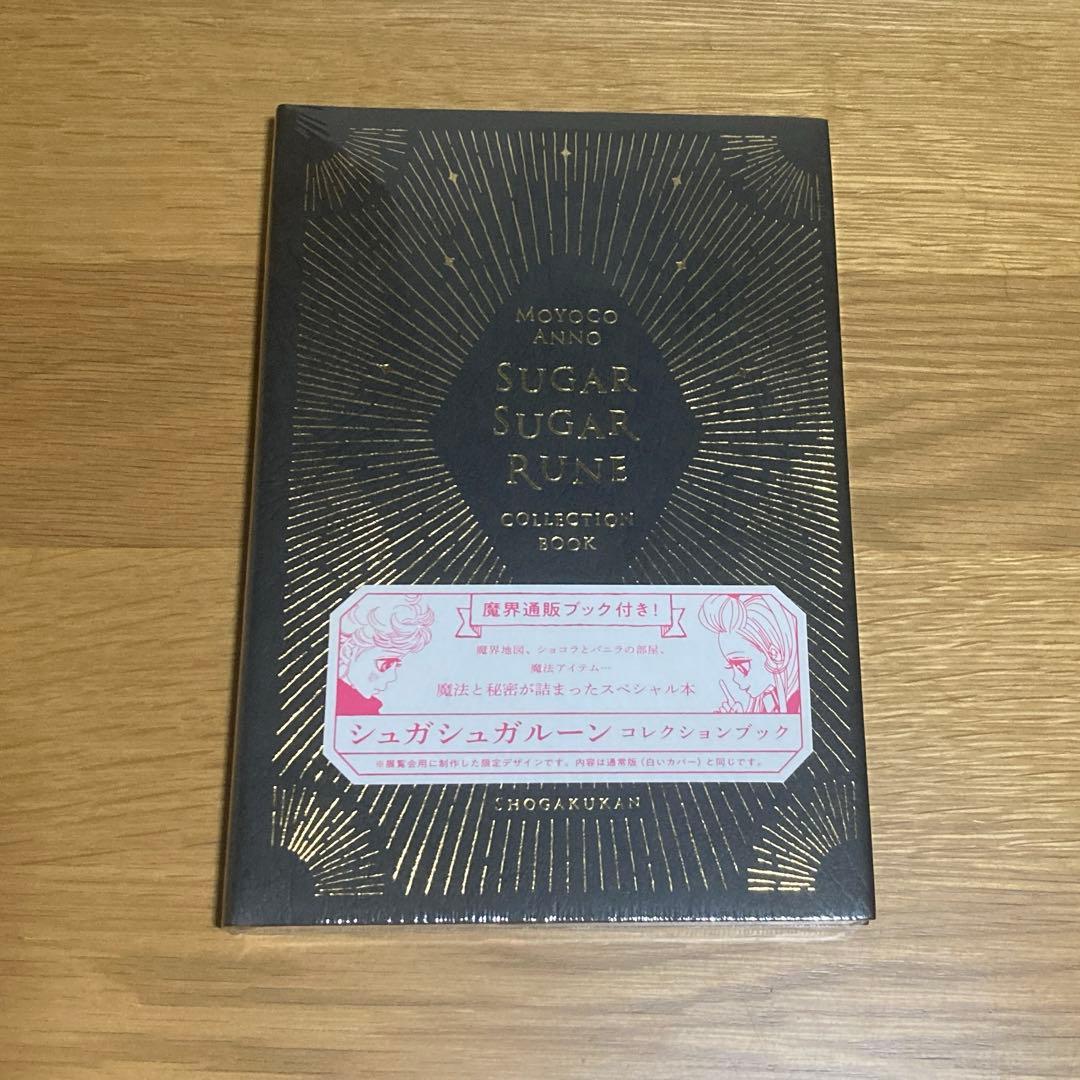 MOYOCO
ANNO
SUGAR
SUGAR
RUNE
COLLECTION
BOOK
魔界通販ブック付き!
魔界地図、ショコラとバニラの部屋、
魔法アイテム…
魔法と秘密が詰まったスペシャル本
シュガシュガルーン コレクションブック
※展覧会用に制作した限定デザインです。内容は通常版（白いカバー）と同じです。
SHOGAKUKAN